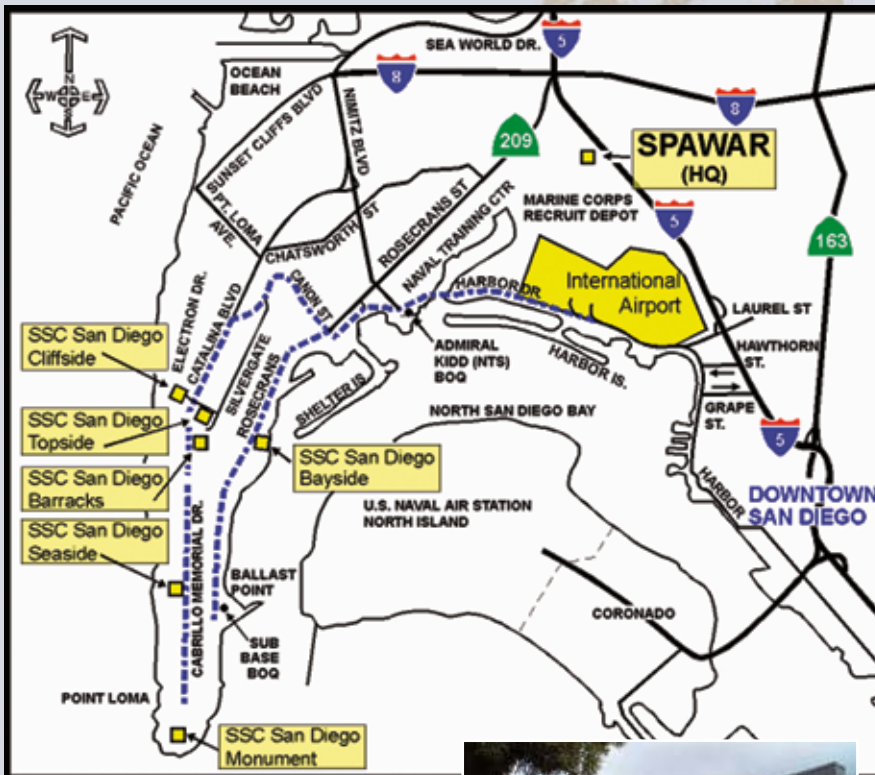 SEA WORLD DR.
5
OCEAN
BEACH
8
N
W E
S
SUNSET CLIFFS BLVD
NIMITZ BLVD
8
209
SPAWAR
(HQ)
PACIFIC OCEAN
PT. LOMA
AVE.
CHATSWORTH ST
ROSECRANS ST
NAVAL TRAINING CTR
MARINE CORPS
RECRUIT DEPOT
5
163
International
Airport
HARBOR DR.
ELECTRON DR.
CATALINA BLVD
CANON ST
LAUREL ST
SSC San Diego
Cliffside
SILVERGATE
ROSECRANS
SHELTER IS.
ADMIRAL
KIDD (NTS)
BOQ
HARBOR IS.
HAWTHORN
ST.
GRAPE
ST.
NORTH SAN DIEGO BAY
SSC San Diego
Topside
5
SSC San Diego
Bayside
SSC San Diego
Barracks
HARBOR
DOWNTOWN
SAN DIEGO
U.S. NAVAL AIR STATION
NORTH ISLAND
SSC San Diego
Seaside
CABRILLO MEMORIAL DR.
BALLAST
POINT
CORONADO
SUB
BASE
BOQ
POINT LOMA
SSC San Diego
Monument